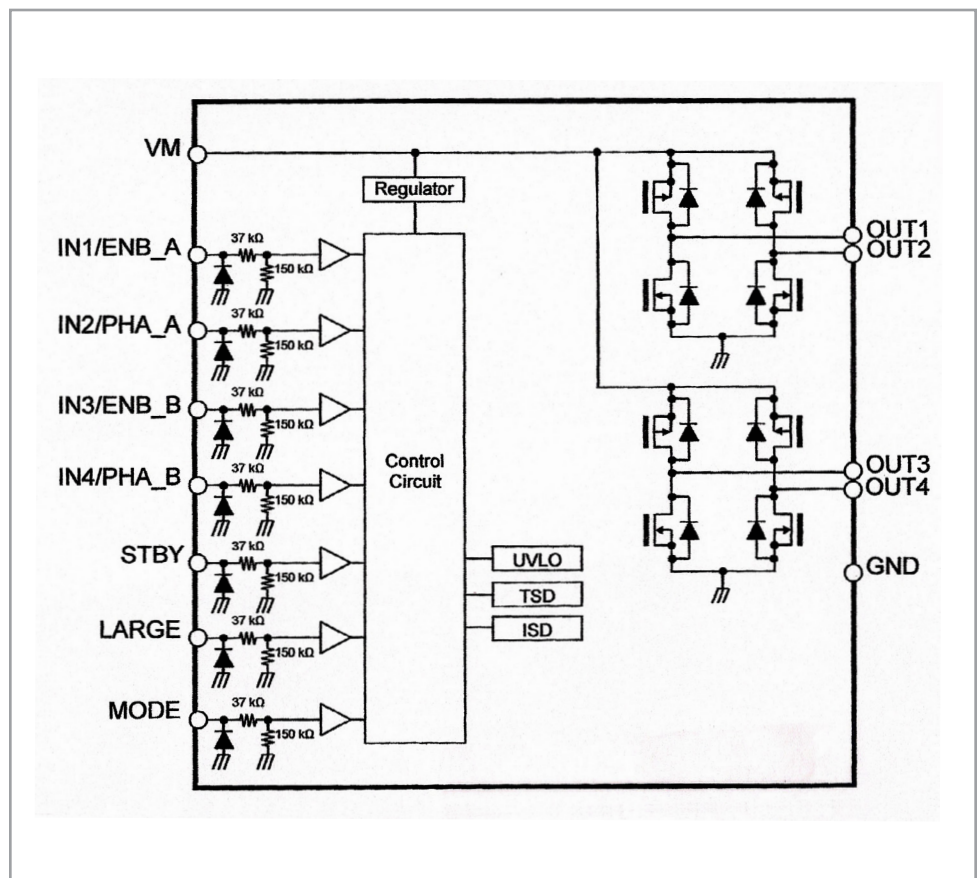 VM
Regulator
IN1/ENB_A
37 kΩ
150 kΩ
IN2/PHA_A
37 kΩ
150 kΩ
IN3/ENB_B
37 kΩ
150 kΩ
IN4/PHA_B
37 kΩ
150 kΩ
STBY
37 kΩ
150 kΩ
LARGE
37 kΩ
150 kΩ
MODE
37 kΩ
150 kΩ
Control
Circuit
UVLO
TSD
ISD
OUT1
OUT2
OUT3
OUT4
GND